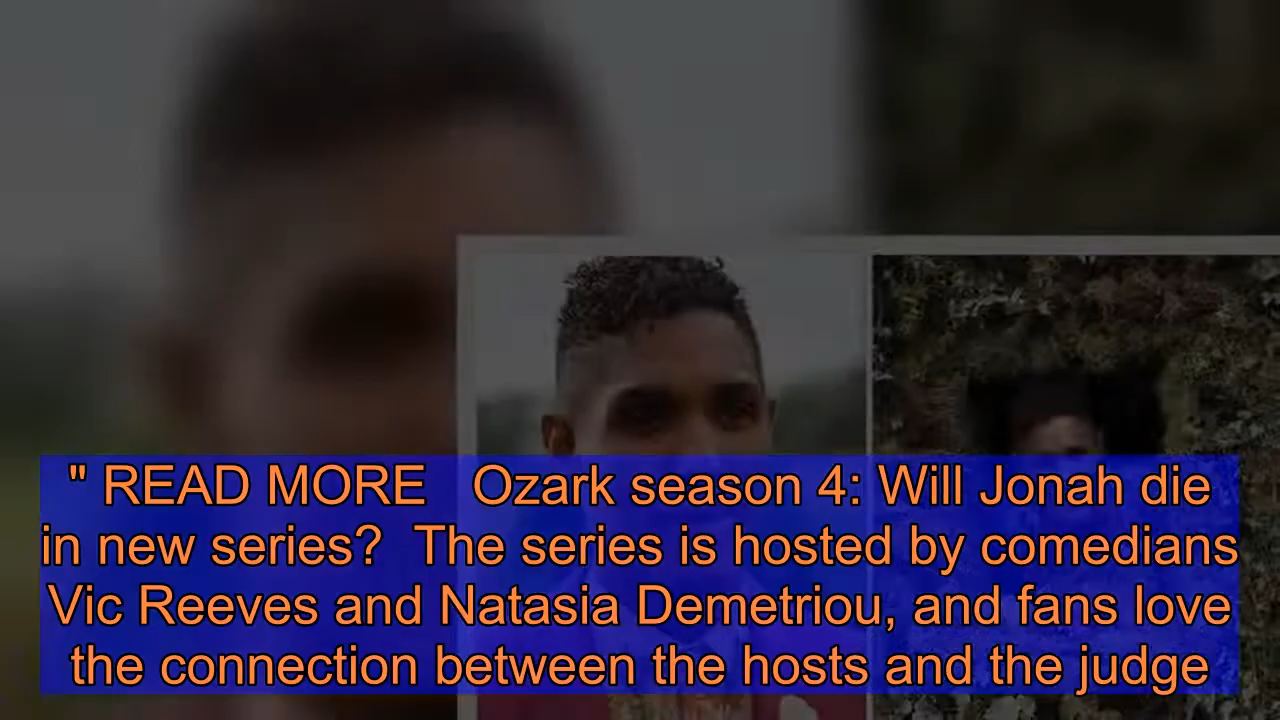 " READ MORE   Ozark season 4: Will Jonah die
in new series?  The series is hosted by comedians
Vic Reeves and Natasia Demetriou, and fans love
the connection between the hosts and the judge